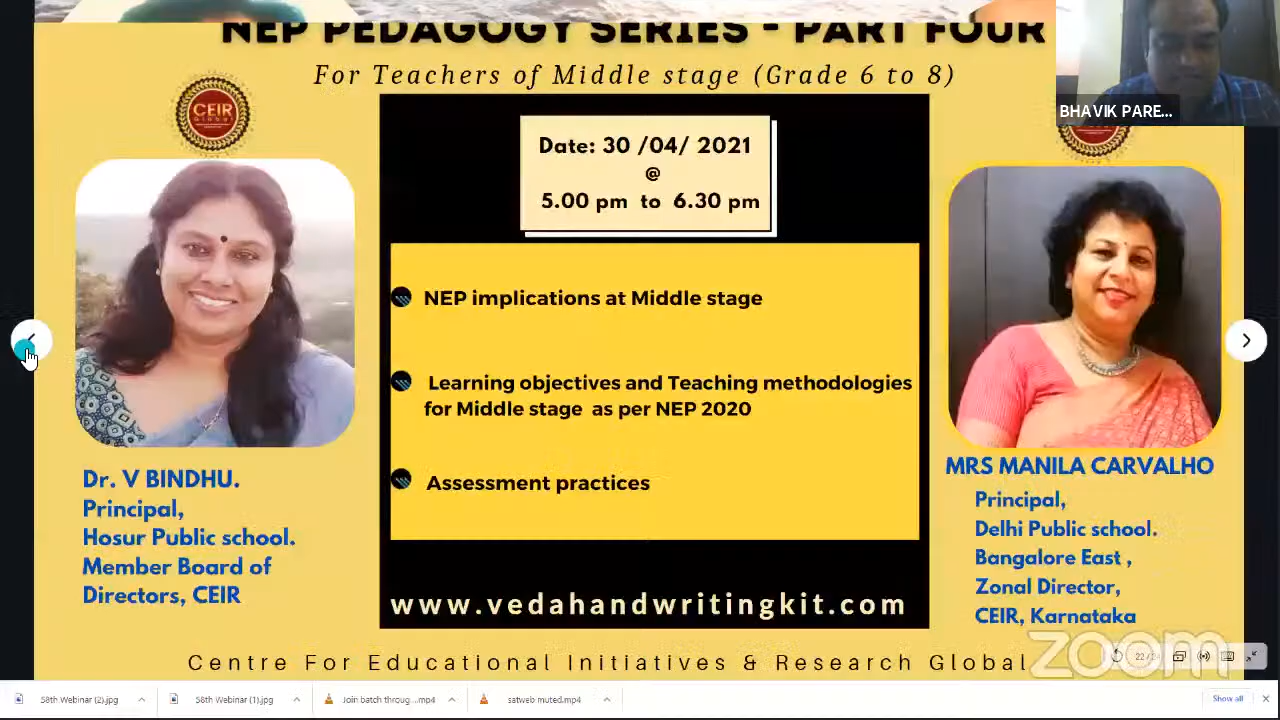 NEP PEDAGOGY SERIES - PART FOUR
For Teachers of Middle stage (Grade 6 to 8)
BHAVIK PARE...
CEIR
Global
Date: 30 /04/ 2021
@
5.00 pm to 6.30 pm
NEP implications at Middle stage
Learning objectives and Teaching methodologies
for Middle stage as per NEP 2020
Assessment practices
www.vedahandwritingkit.com
Dr. V BINDHU.
Principal,
Hosur Public school.
Member Board of
Directors, CEIR
MRS MANILA CARVALHO
Principal,
Delhi Public school.
Bangalore East ,
Zonal Director,
CEIR, Karnataka
Centre For Educational Initiatives & Research Global
zoom
58th Webinar (2).jpg
58th Webinar (1).jpg
Join batch throug....mp4
satweb muted.mp4
Show all